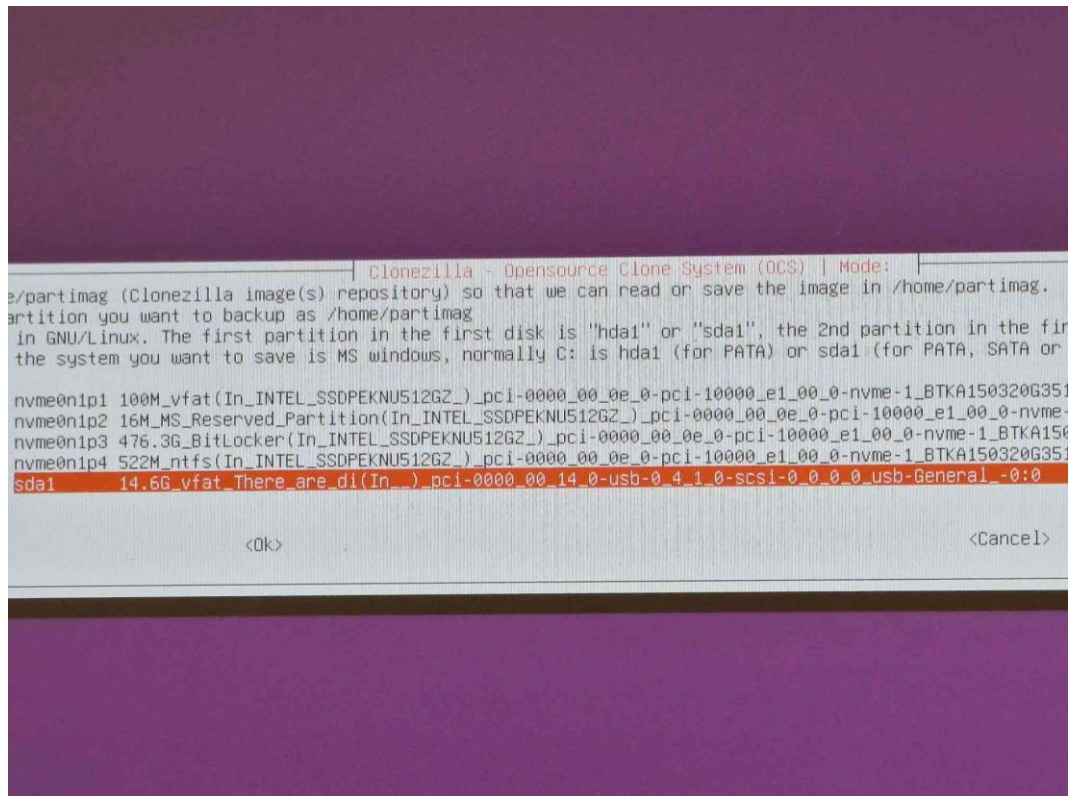 Clonezilla - Opensource Clone System (OCS) | Mode:
e/partimag (Clonezilla image(s) repository) so that we can read or save the image in /home/partimag.
artition you want to backup as /home/partimag
in GNU/Linux. The first partition in the first disk is "hda1" or "sda1", the 2nd partition in the fir
the system you want to save is MS windows, normally C: is hda1 (for PATA) or sda1 (for PATA, SATA or
nvme0n1p1 100M_vfat(In_INTEL_SSDPEKNU512GZ_)_pci-0000_00_0e_0-pci-10000_e1_00_0-nvme-1_BTKA150320G351
nvme0n1p2 16M_MS_Reserved_Partition(In_INTEL_SSDPEKNU512GZ_)_pci-0000_00_0e_0-pci-10000_e1_00_0-nvme-
nvme0n1p3 476.3G_BitLocker(In_INTEL_SSDPEKNU512GZ_)_pci-0000_00_0e_0-pci-10000_e1_00_0-nvme-1_BTKA150
nvme0n1p4 522M_ntfs(In_INTEL_SSDPEKNU512GZ_)_pci-0000_00_0e_0-pci-10000_e1_00_0-nvme-1_BTKA150320G351
sda1 14.6G_vfat_There_are_di(In__)_pci-0000_00_14_0-usb-0_4_1_0-scsi-0_0_0_0_usb-General_-0:0
<Ok> <Cancel>